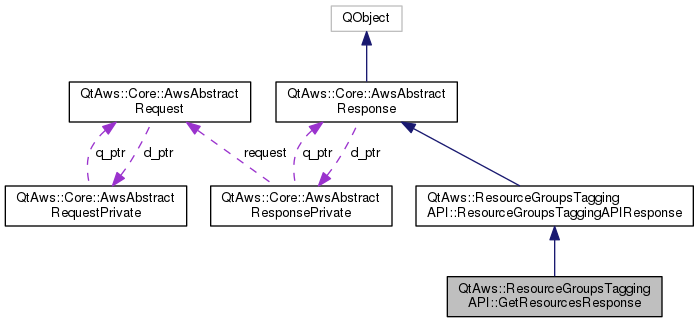 QObject
QtAws::Core::AwsAbstract
Request
QtAws::Core::AwsAbstract
Response
q_ptr
d_ptr
request
q_ptr
d_ptr
QtAws::Core::AwsAbstract
RequestPrivate
QtAws::Core::AwsAbstract
ResponsePrivate
QtAws::ResourceGroupsTagging
API::ResourceGroupsTaggingAPIResponse
QtAws::ResourceGroupsTagging
API::GetResourcesResponse